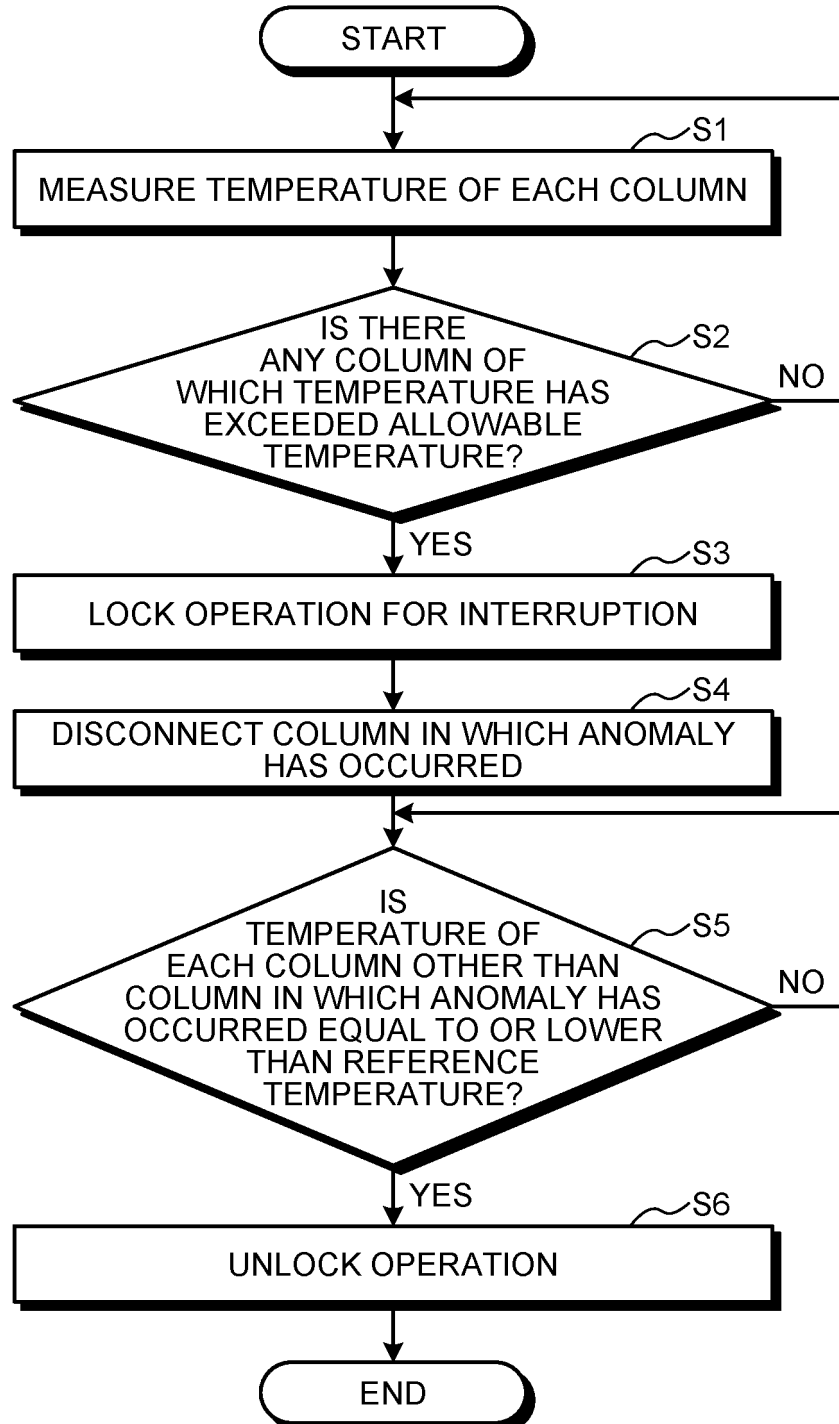 START
S1
MEASURE TEMPERATURE OF EACH COLUMN
S2
IS THERE
ANY COLUMN OF
WHICH TEMPERATURE HAS
EXCEEDED ALLOWABLE
TEMPERATURE?
NO
YES
S3
LOCK OPERATION FOR INTERRUPTION
S4
DISCONNECT COLUMN IN WHICH ANOMALY
HAS OCCURRED
S5
IS
TEMPERATURE OF
EACH COLUMN OTHER THAN
COLUMN IN WHICH ANOMALY HAS
OCCURRED EQUAL TO OR LOWER
THAN REFERENCE
TEMPERATURE?
NO
YES
S6
UNLOCK OPERATION
END